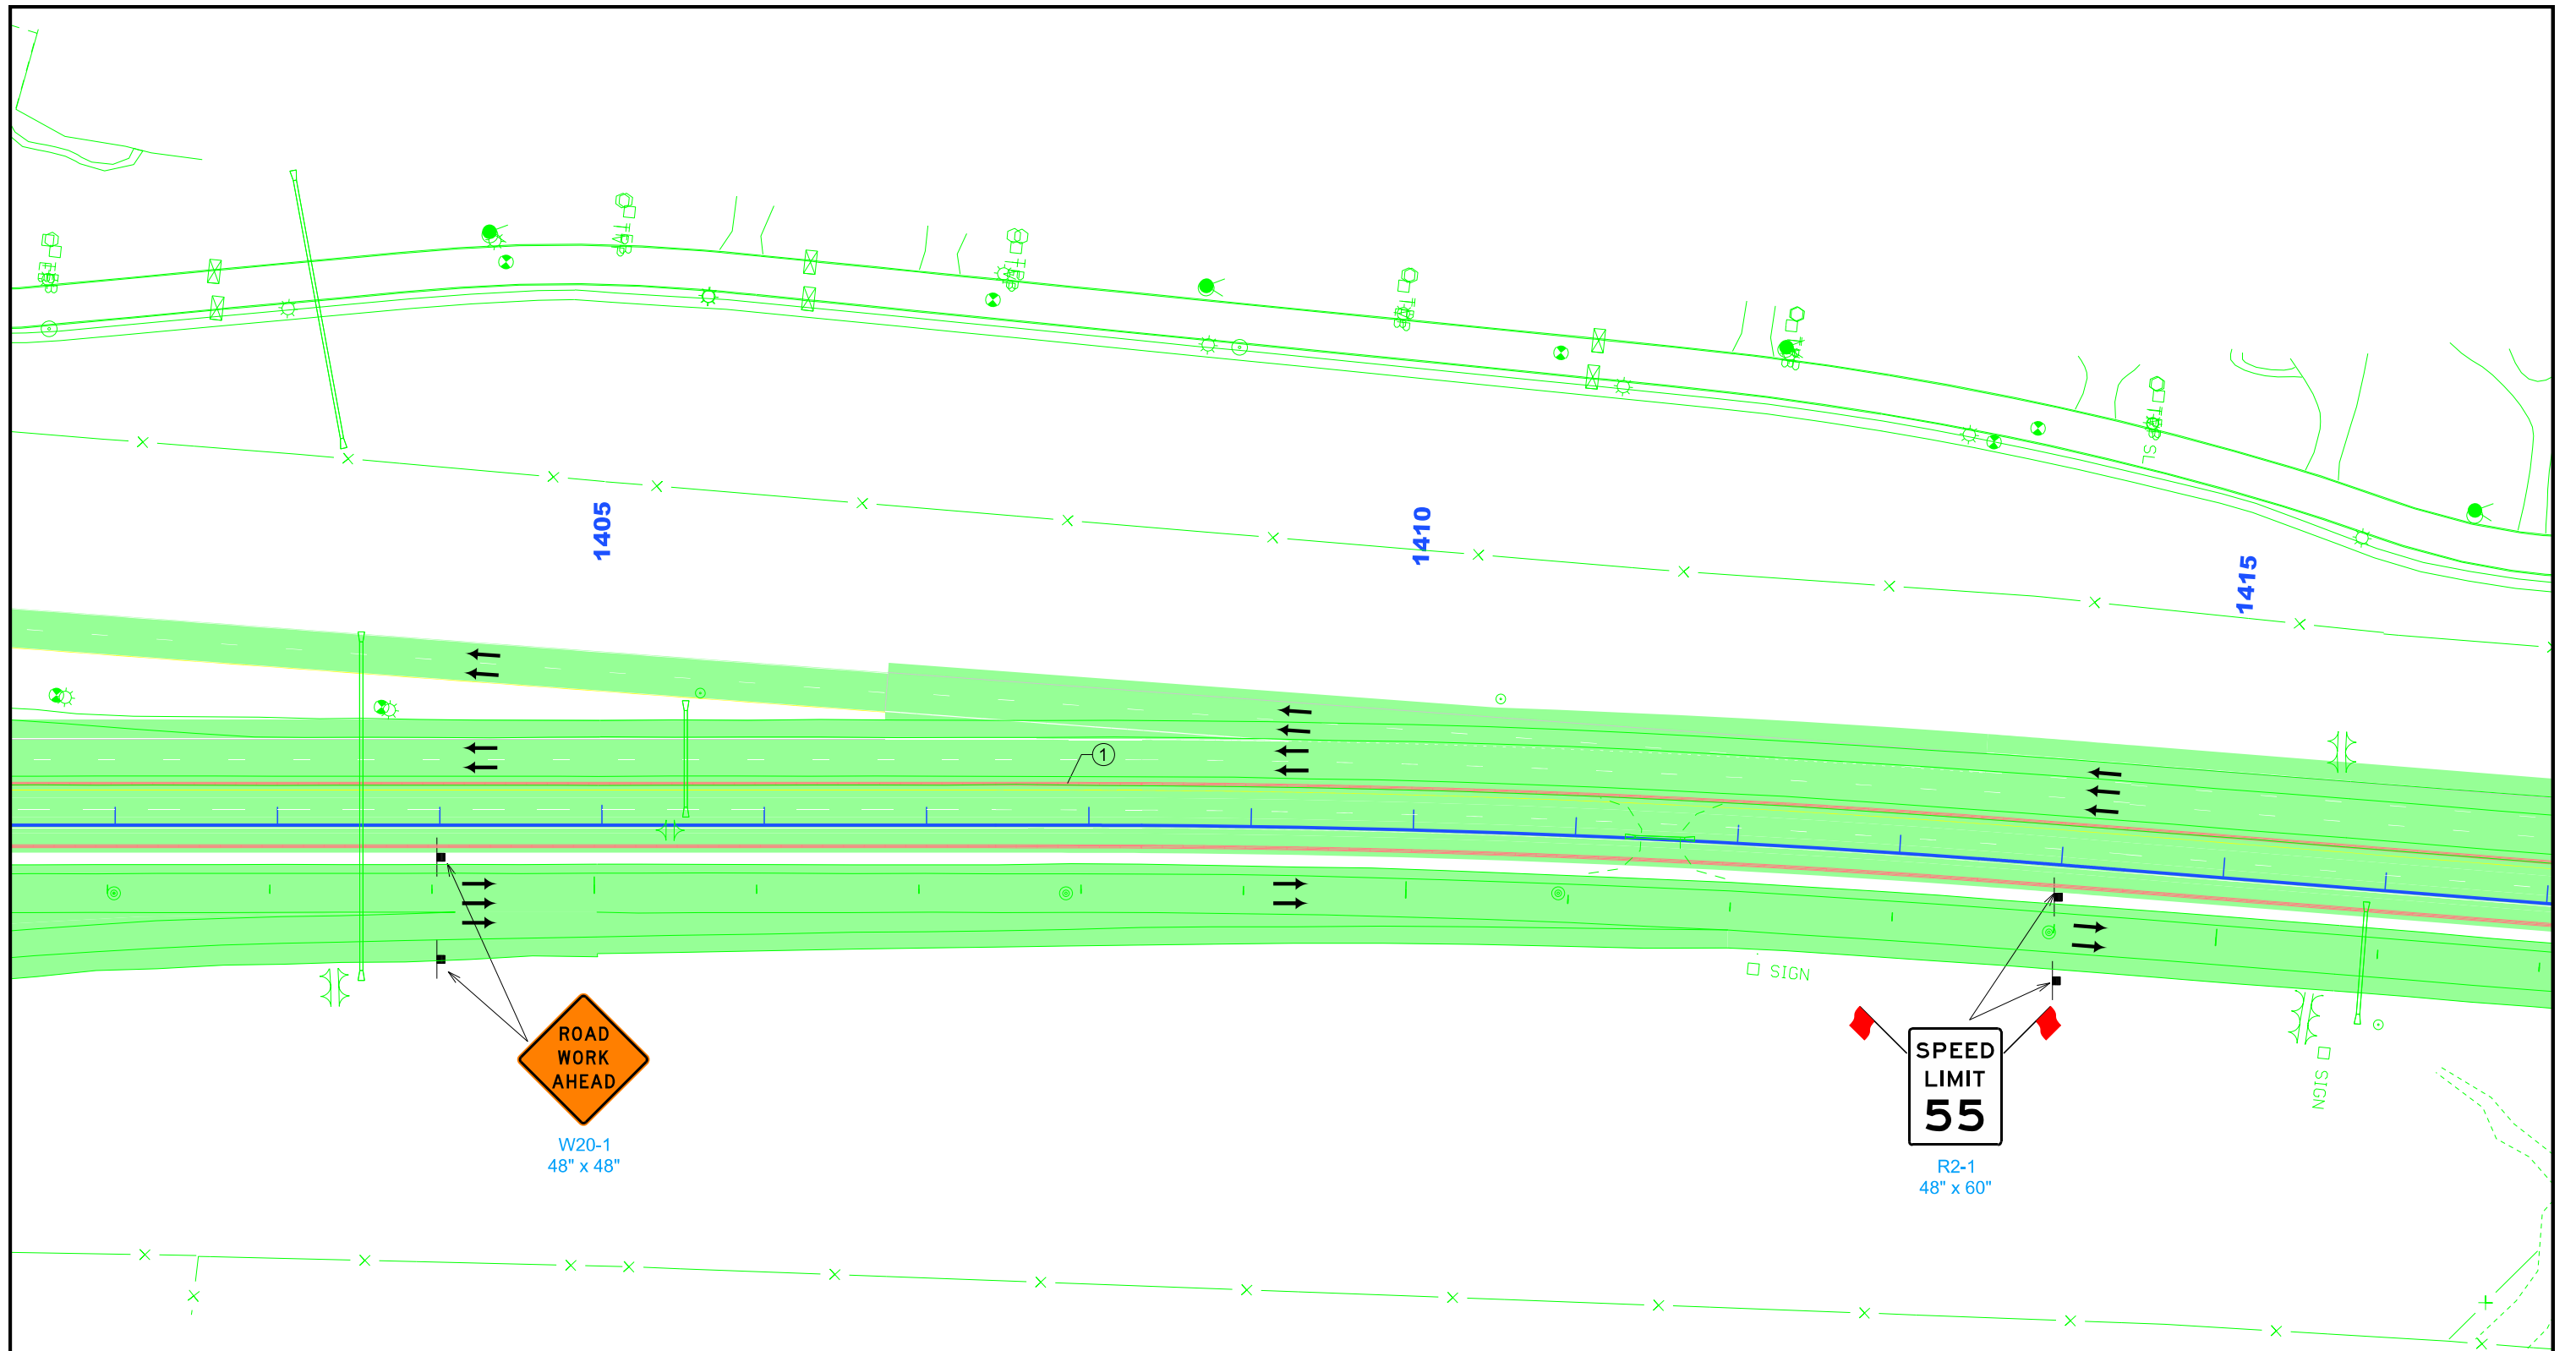 1405
1410
1415
1
SIGN
SIGN
ROAD
WORK
AHEAD
W20-1
48" x 48"
SPEED
LIMIT
55
R2-1
48" x 60"
SL